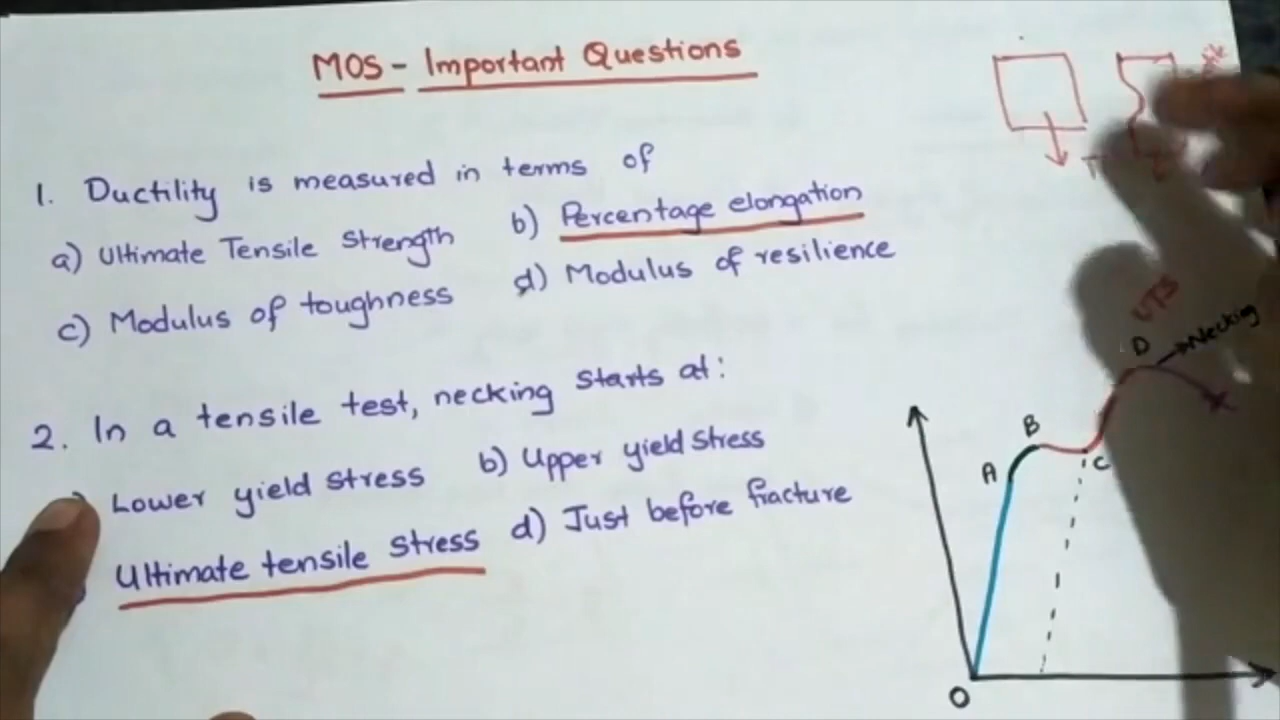 MOS - Important Questions
1. Ductility is measured in terms of
a) Ultimate Tensile Strength b) Percentage elongation
c) Modulus of toughness d) Modulus of resilience
2. In a tensile test, necking starts at:
Lower yield stress b) Upper yield stress
Ultimate tensile stress d) Just before fracture
UTS
D
Necking
B
A
C
O